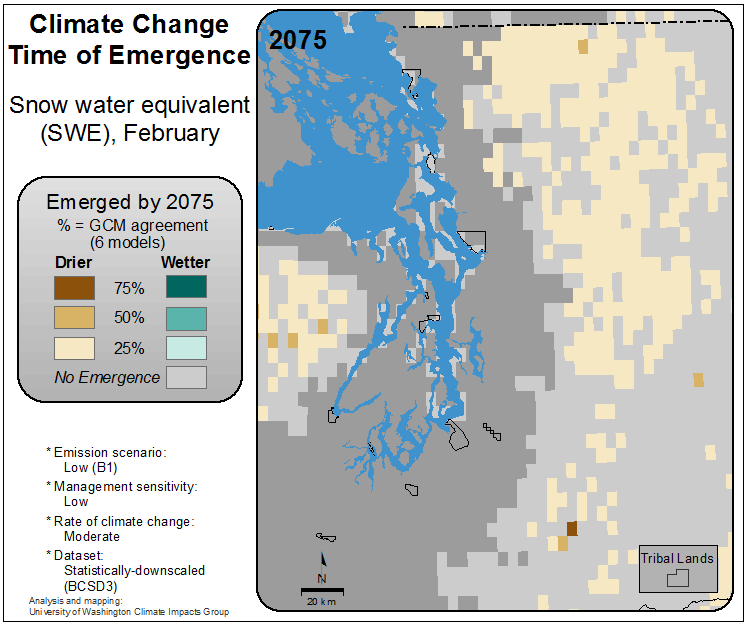 Climate Change
Time of Emergence
Snow water equivalent
(SWE), February
Emerged by 2075
% = GCM agreement
(6 models)
Drier Wetter
75%
50%
25%
No Emergence
* Emission scenario:
Low (B1)
* Management sensitivity:
Low
* Rate of climate change:
Moderate
* Dataset:
Statistically-downscaled
(BCSD3)
Analysis and mapping:
University of Washington Climate Impacts Group
2075
N
20 km
Tribal Lands